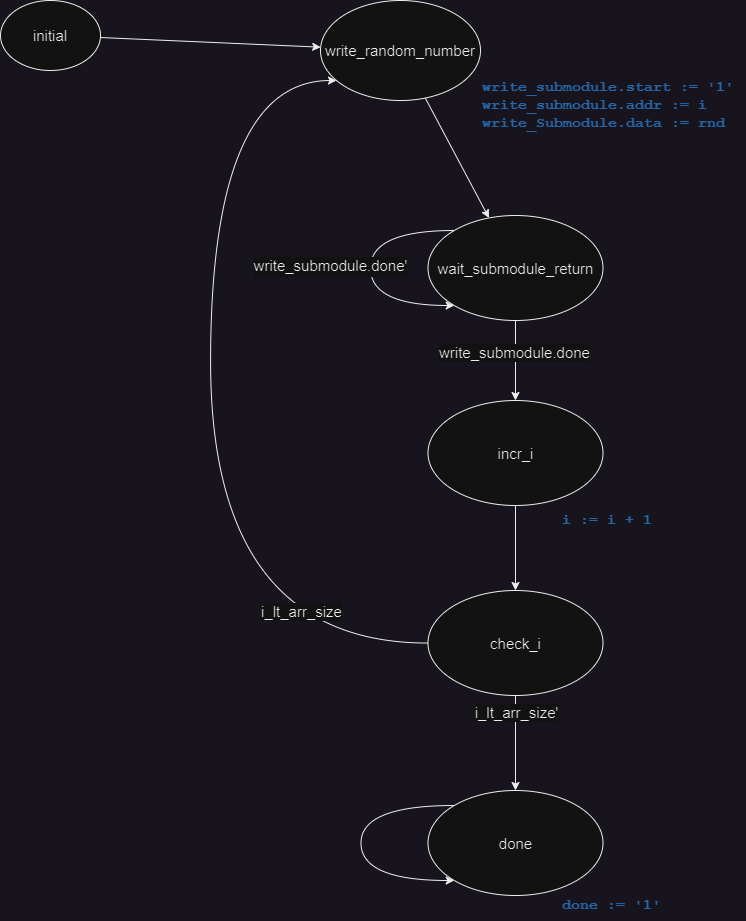 initial
write_random_number
write_submodule.start := '1'
write_submodule.addr := i
write_Submodule.data := rnd
write_submodule.done'
wait_submodule_return
write_submodule.done
incr_i
i := i + 1
i_lt_arr_size
check_i
i_lt_arr_size'
done
done := '1'